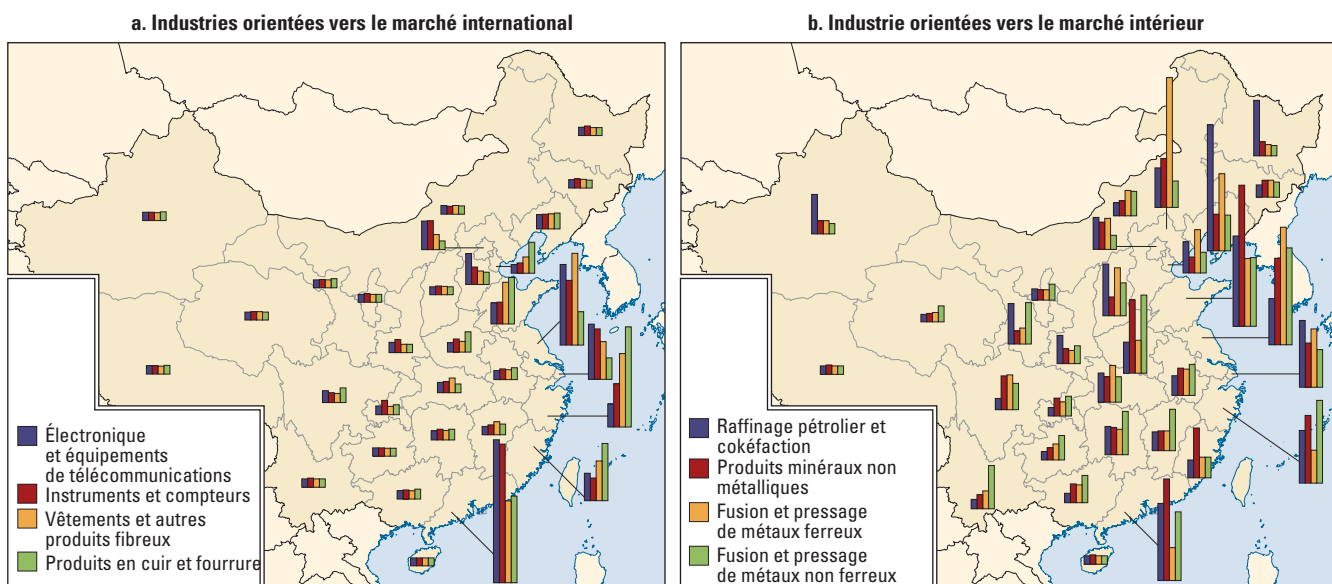 a. Industries orientées vers le marché international
Électronique
et équipements
de télécommunications
Instruments et compteurs
Vêtements et autres
produits fibreux
Produits en cuir et fourrure
b. Industrie orientées vers le marché intérieur
Raffinage pétrolier et
cokéfaction
Produits minéraux non
métalliques
Fusion et pressage
de métaux ferreux
Fusion et pressage
de métaux non ferreux